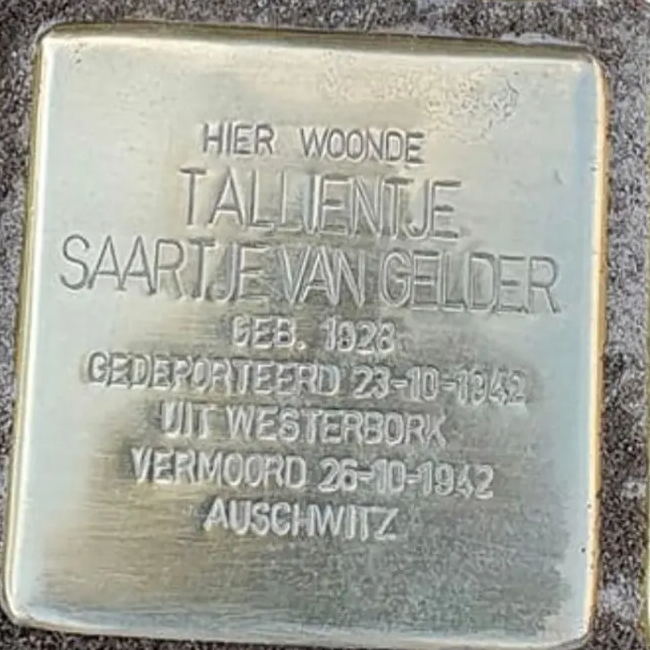 HIER WOONDE
TALLIENTJE
SAARTJE VAN GELDER
GEB. 1928
GEDEPORTEERD 23-10-1942
UIT WESTERBORK
VERMOORD 26-10-1942
AUSCHWITZ